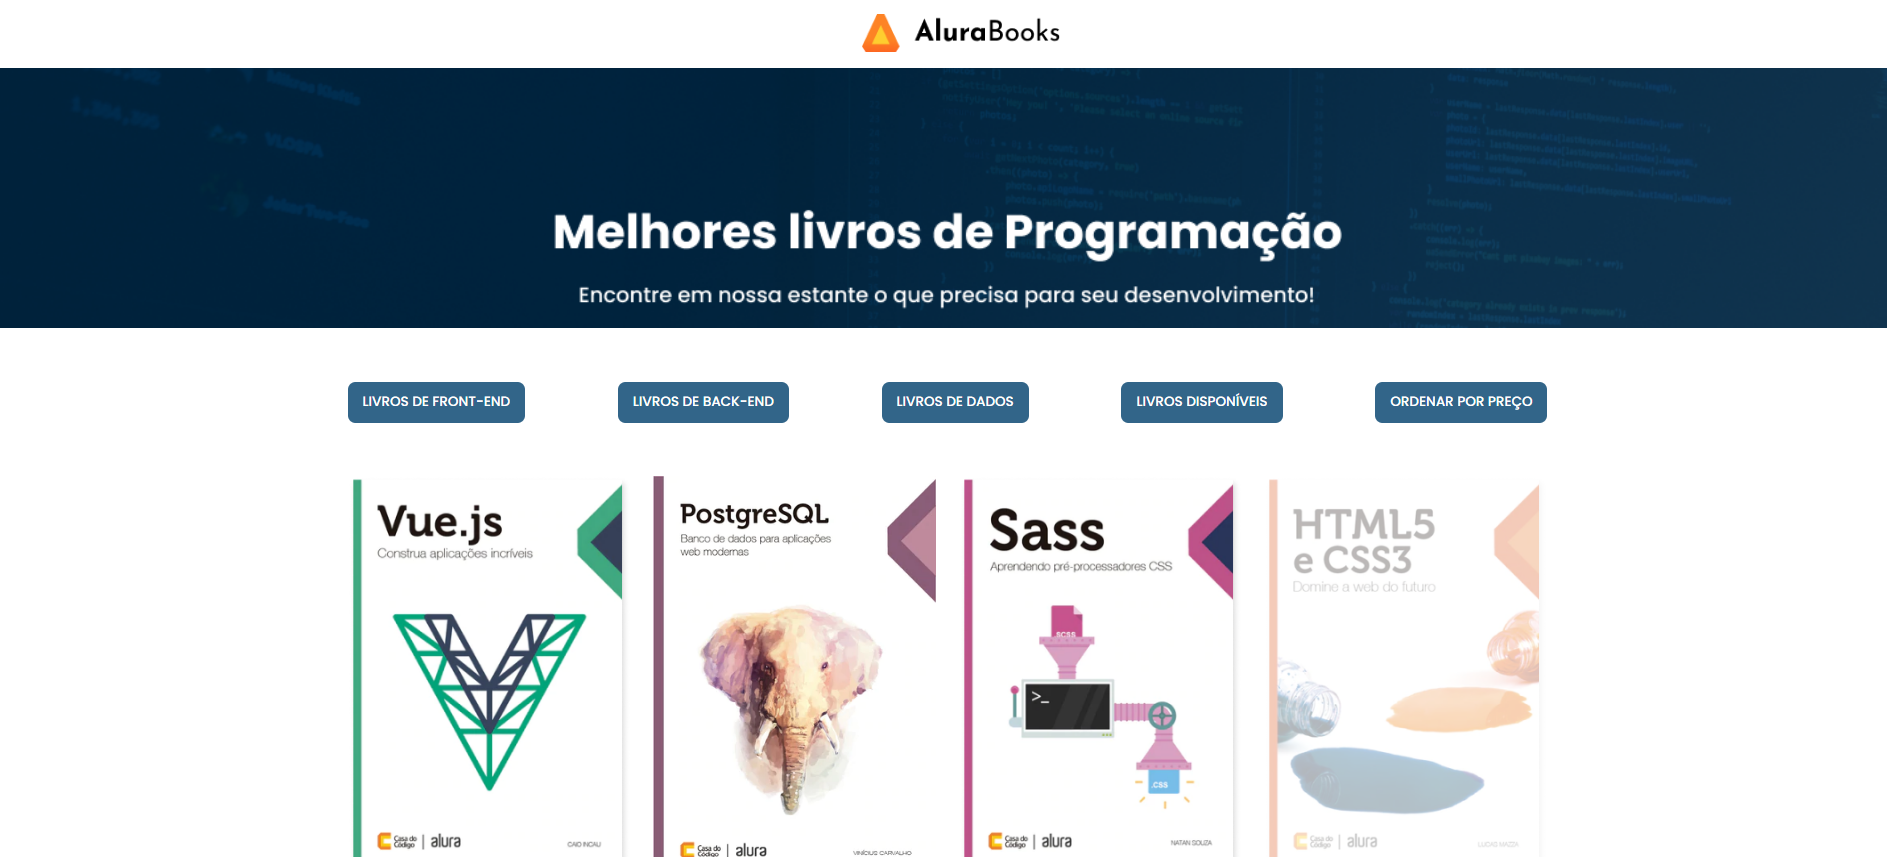 AluraBooks
Melhores livros de Programação
Encontre em nossa estante o que precisa para seu desenvolvimento!
LIVROS DE FRONT-END
LIVROS DE BACK-END
LIVROS DE DADOS
LIVROS DISPONÍVEIS
ORDENAR POR PREÇO
Vue.js
Construa aplicações incríveis
Casa do
Código
alura
CAIO INCAU
PostgreSQL
Banco de dados para aplicações
web modernas
Casa do
Código
alura
VINÍCIUS CARVALHO
Sass
Aprendendo pré-processadores CSS
SCSS
>_
.CSS
Casa do
Código
alura
NATAN SOUZA
HTML5
e CSS3
Domine a web do futuro
Casa do
Código
alura
LUCAS MAZZA